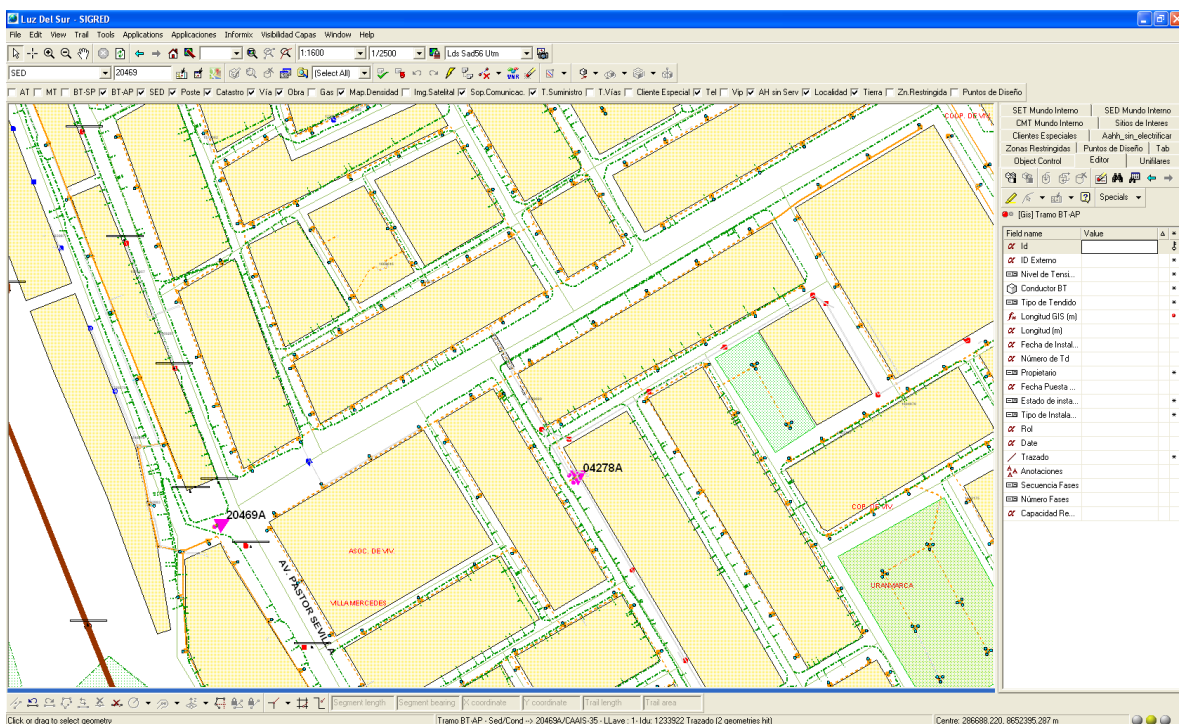 Luz Del Sur - SIGRED
File Edit View Trail Tools Applications Applicaciones Informix Visibilidad Capas Window Help
1:1600 1/2500 Lds Sad56 Utm
SED 20469 (Select All)
AT MT BT-SP BT-AP SED Poste Catastro Vía Obra Gas Map.Densidad Img.Satelital Sop.Comunicac. T.Suministro T.Vías Cliente Especial Tel Vip AH sin Serv Localidad Tierra Zn.Restringida Puntos de Diseño
SET Mundo Interno SED Mundo Interno
CMT Mundo Interno Sitios de Interes
Clientes Especiales Aahh_sin_electrificar
Zonas Restringidas Puntos de Diseño Tab
Object Control Editor Unifilares
Specials
[Gis] Tramo BT-AP
Field name Value
Id
ID Externo
Nivel de Tensi...
Conductor BT
Tipo de Tendido
Longitud GIS (m)
Longitud (m)
Fecha de Instal...
Número de Td
Propietario
Fecha Puesta ...
Estado de insta...
Tipo de Instala...
Rol
Date
Trazado
Anotaciones
Secuencia Fases
Número Fases
Capacidad Re...
COOP. DE VIV.
04278A
20469A
COP. DE VIV.
ASOC. DE VIV.
URANMARCA
VILLA MERCEDES
AV. PASTOR SEVILLA
Segment length Segment bearing X coordinate Y coordinate Trail length Trail area
Click or drag to select geometry Tramo BT-AP - Sed/Cond --> 20469A/CAAIS-35 - LLave : 1- Idu: 1233922 Trazado (2 geometries hit) Centre: 286688.220, 8652395.287 m